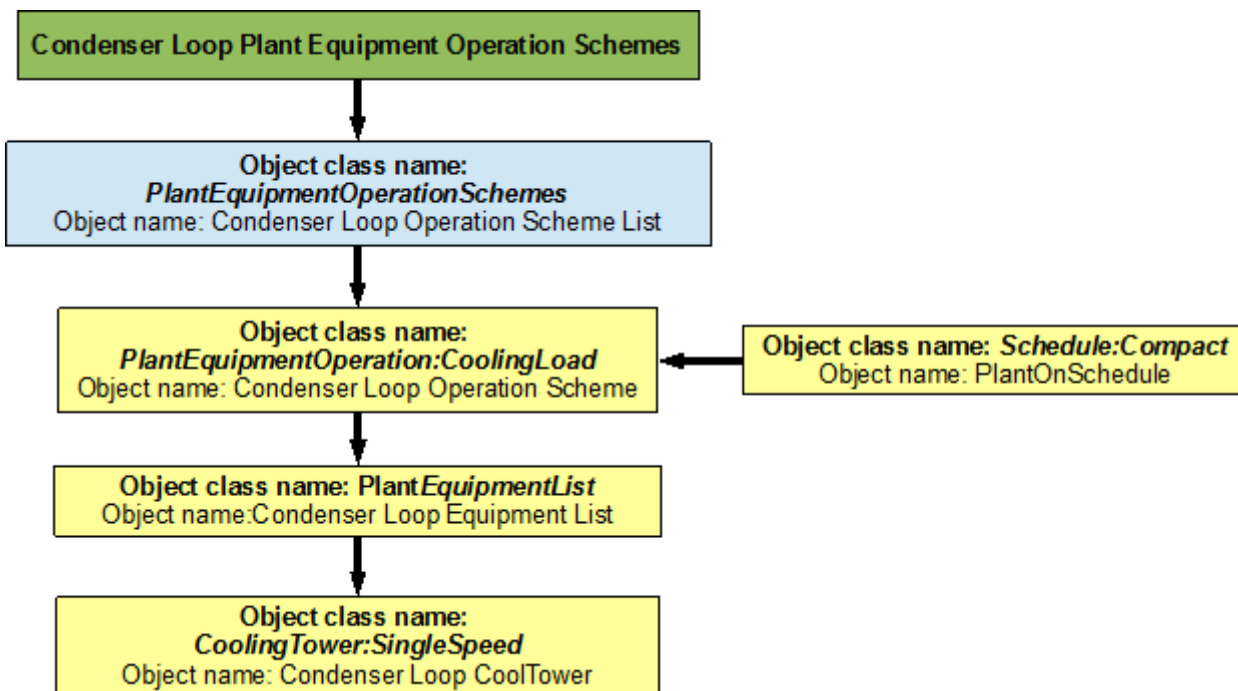 Condenser Loop Plant Equipment Operation Schemes
Object class name:
PlantEquipmentOperationSchemes
Object name: Condenser Loop Operation Scheme List
Object class name:
PlantEquipmentOperation:CoolingLoad
Object name: Condenser Loop Operation Scheme
Object class name: Schedule:Compact
Object name: PlantOnSchedule
Object class name: PlantEquipmentList
Object name:Condenser Loop Equipment List
Object class name:
CoolingTower:SingleSpeed
Object name: Condenser Loop CoolTower